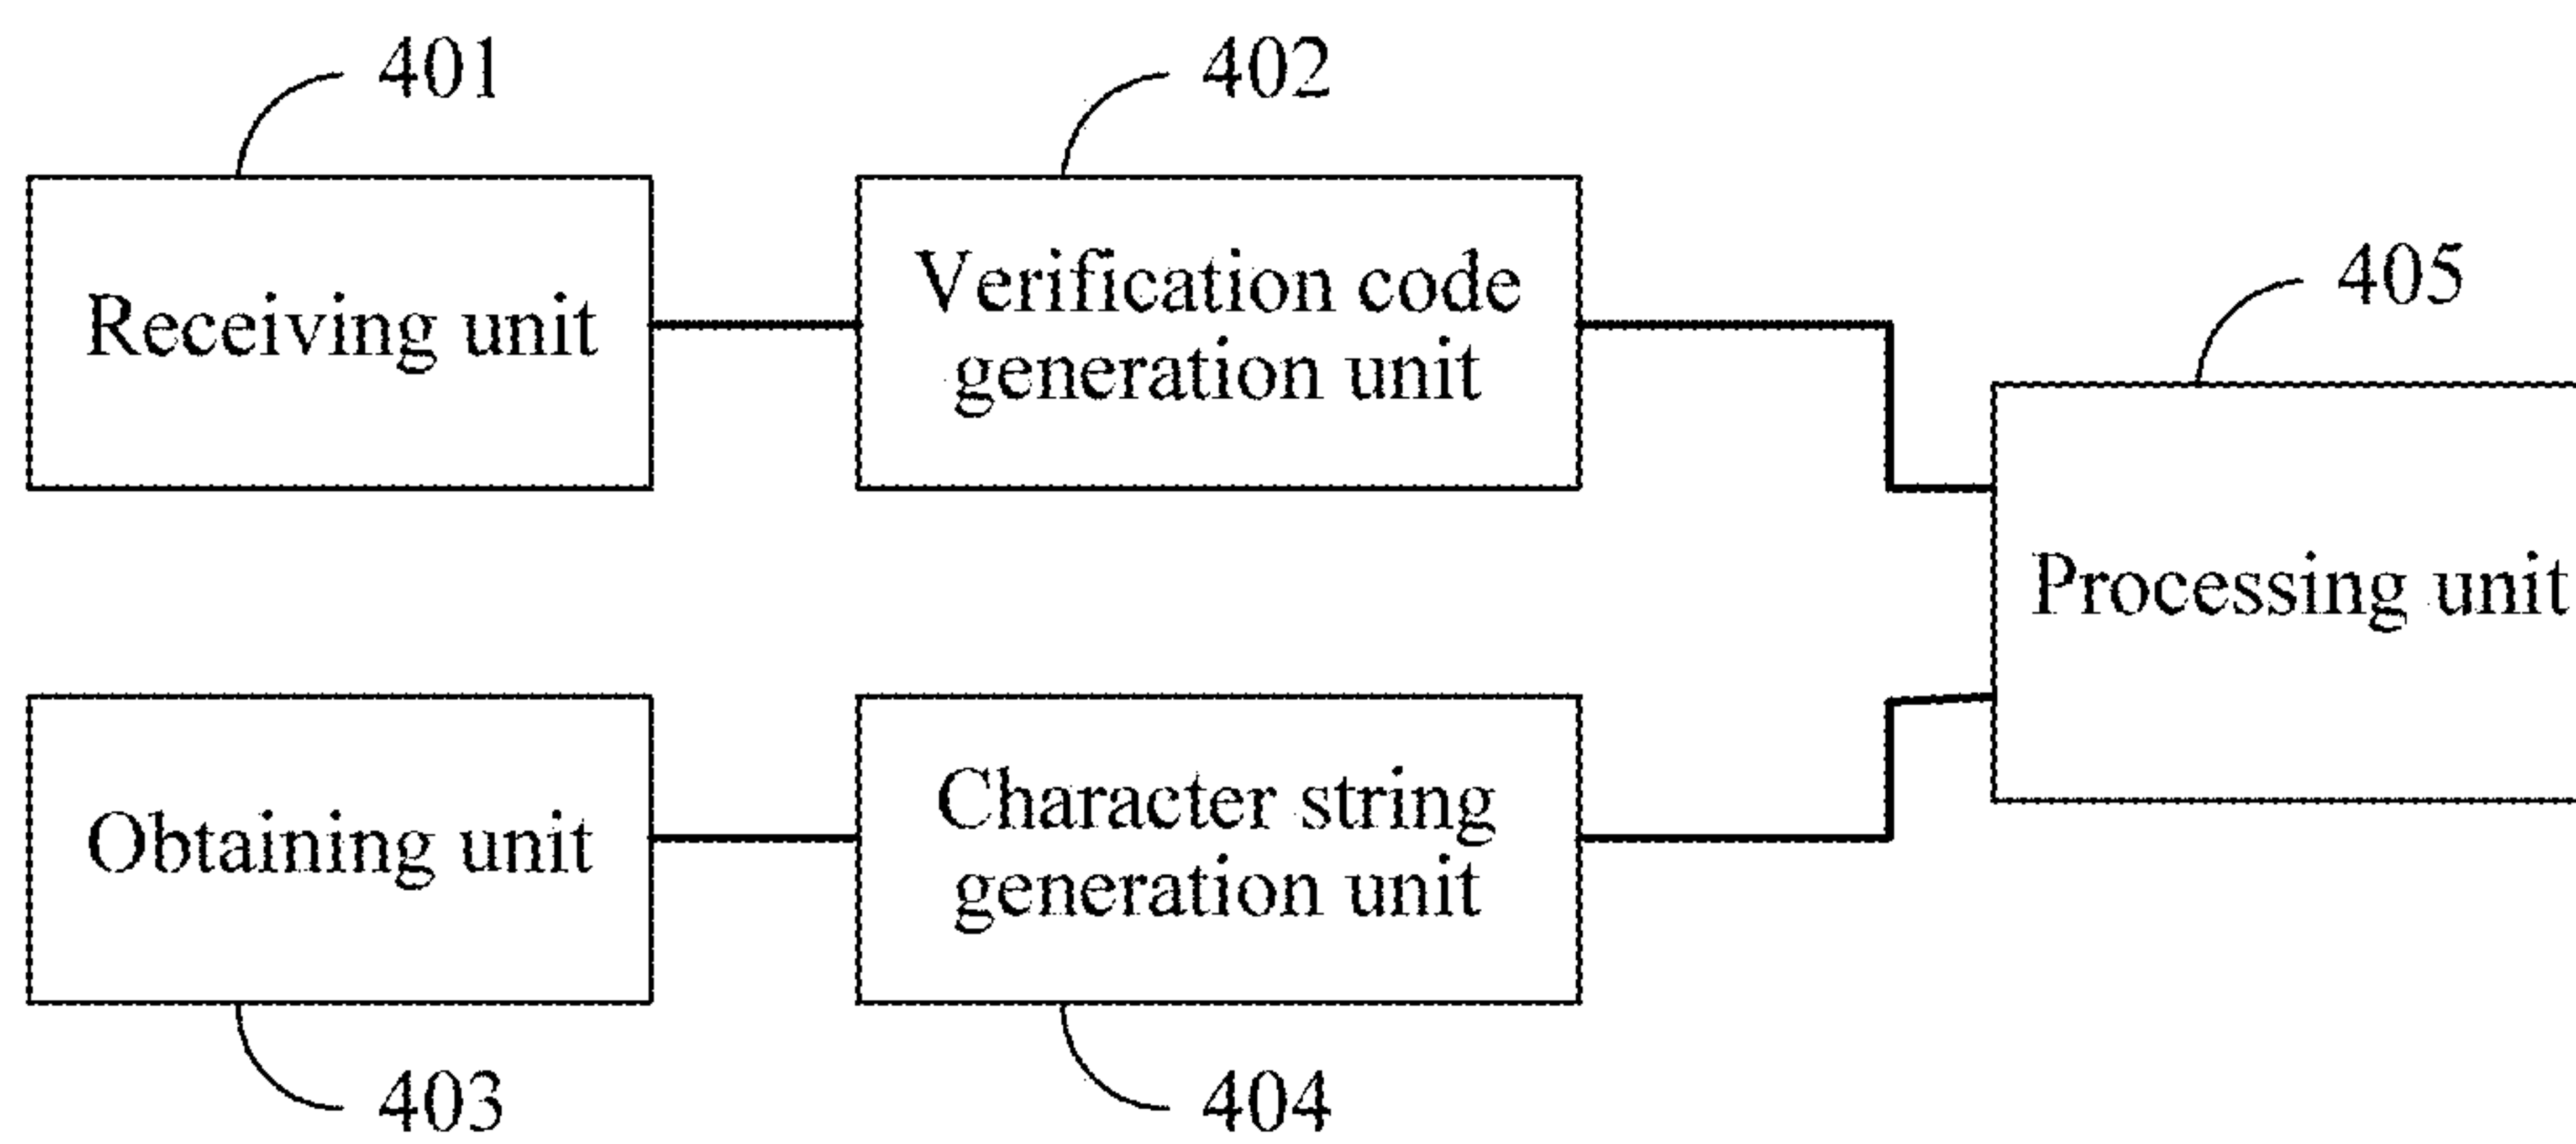 401
402
Receiving unit
Verification code
generation unit
405
Processing unit
Obtaining unit
Character string
generation unit
403
404